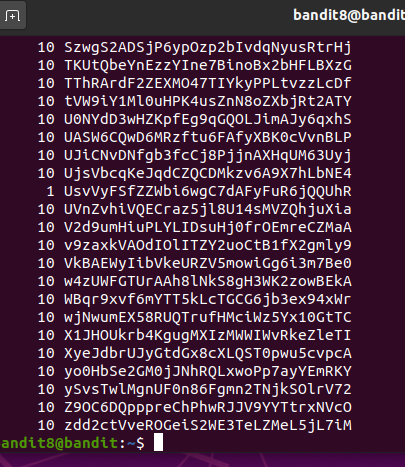 bandit8@bandit
10 SzwgS2ADSjP6ypOzp2bIvdqNyusRtrHj
10 TKUtQbeYnEzzYIne7BinoBx2bHFLBXzG
10 TThRArdF2ZEXMO47TIYkyPPLtvzzLcDf
10 tVW9iY1Ml0uHPK4usZnN8oZXbjRt2ATY
10 U0NYdD3wHZKpfEg9qGQOLJimAJy6qxhS
10 UASW6CQwD6MRzftu6FAfyXBK0cVvnBLP
10 UJiCNvDNfgb3fcCj8PjjnAXHqUM63Uyj
10 UjsVbcqKeJqdCZQCDMkzv6A9X7hLbNE4
1 UsvVyFSfZZWbi6wgC7dAFyFuR6jQQUhR
10 UVnZvhiVQECraz5jl8U14sMVZQhjuXia
10 V2d9umHiuPLYLIDsuHj0frOEmreCZMaA
10 v9zaxkVAOdIOlITZY2uoCtB1fX2gmly9
10 VkBAEWyIibVkeURZV5mowiGg6i3m7Be0
10 w4zUWFGTUrAAh8lNkS8gH3WK2zowBEkA
10 WBqr9xvf6mYTT5kLcTGCG6jb3ex94xWr
10 wjNwumEX58RUQTrufHMciWz5Yx10GtTC
10 X1JHOUkrb4KgugMXIzMWWIWvRkeZleTI
10 XyeJdbrUJyGtdGx8cXLQST0pwu5cvpcA
10 yo0HbSe2GM0jJNhRQLxwoPp7ayYEmRKY
10 ySvsTwlMgnUF0n86Fgmn2TNjkSOlrV72
10 Z9OC6DQpppreChPhwRJJV9YYTtrxNVcO
10 zdd2ctVveROGeiS2WE3TeLZMeL5jL7iM
andit8@bandit:~$